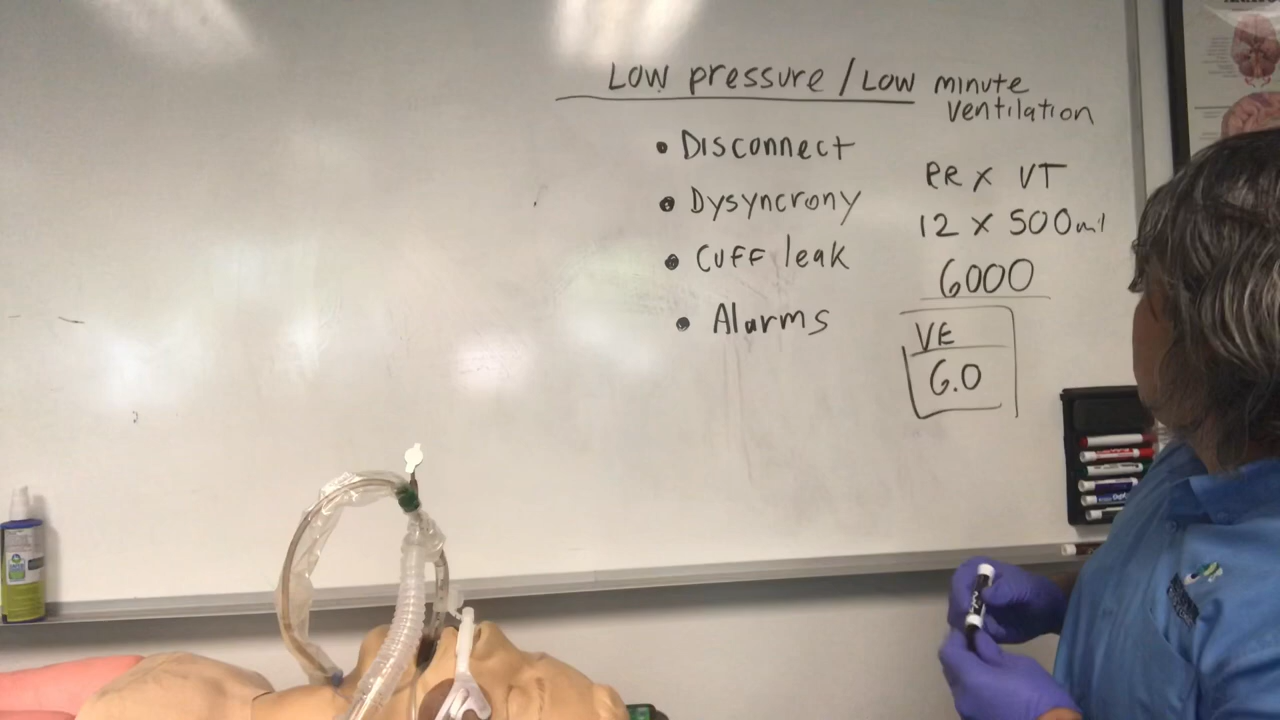 Low pressure / Low minute
ventilation
• Disconnect
• Dysyncrony
• Cuff leak
• Alarms
RR x VT
12 x 500ml
6000
VE
6.0